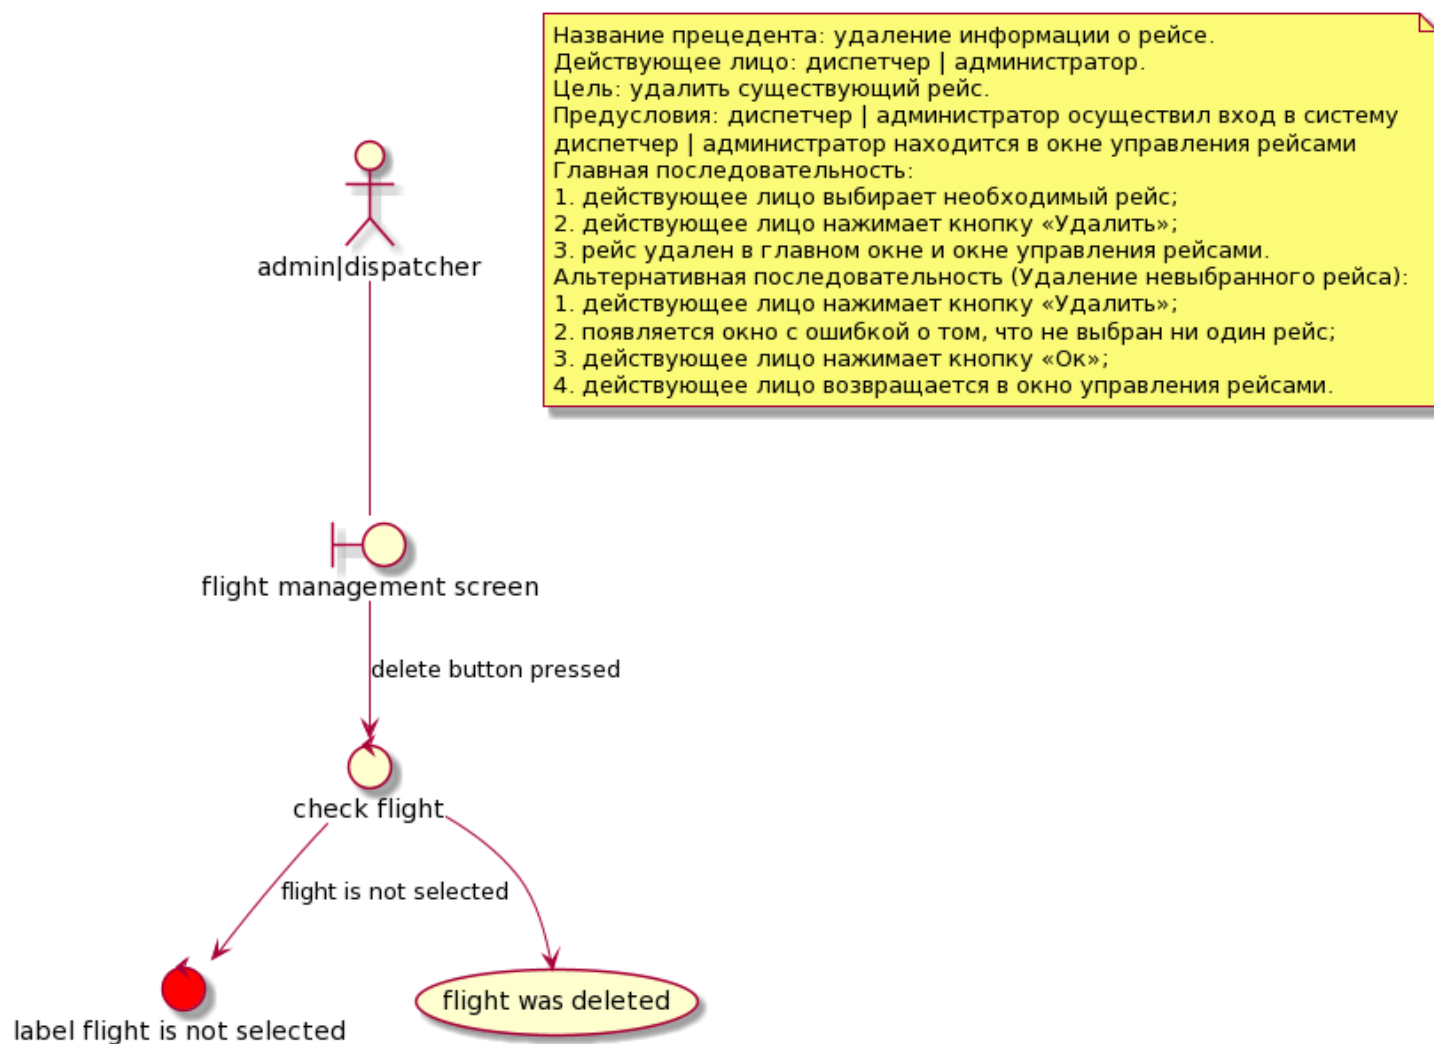 Название прецедента: удаление информации о рейсе.
Действующее лицо: диспетчер | администратор.
Цель: удалить существующий рейс.
Предусловия: диспетчер | администратор осуществил вход в систему
диспетчер | администратор находится в окне управления рейсами
Главная последовательность:
1. действующее лицо выбирает необходимый рейс;
2. действующее лицо нажимает кнопку «Удалить»;
3. рейс удален в главном окне и окне управления рейсами.
Альтернативная последовательность (Удаление невыбранного рейса):
1. действующее лицо нажимает кнопку «Удалить»;
2. появляется окно с ошибкой о том, что не выбран ни один рейс;
3. действующее лицо нажимает кнопку «Ок»;
4. действующее лицо возвращается в окно управления рейсами.
admin|dispatcher
flight management screen
delete button pressed
check flight
flight is not selected
flight was deleted
label flight is not selected